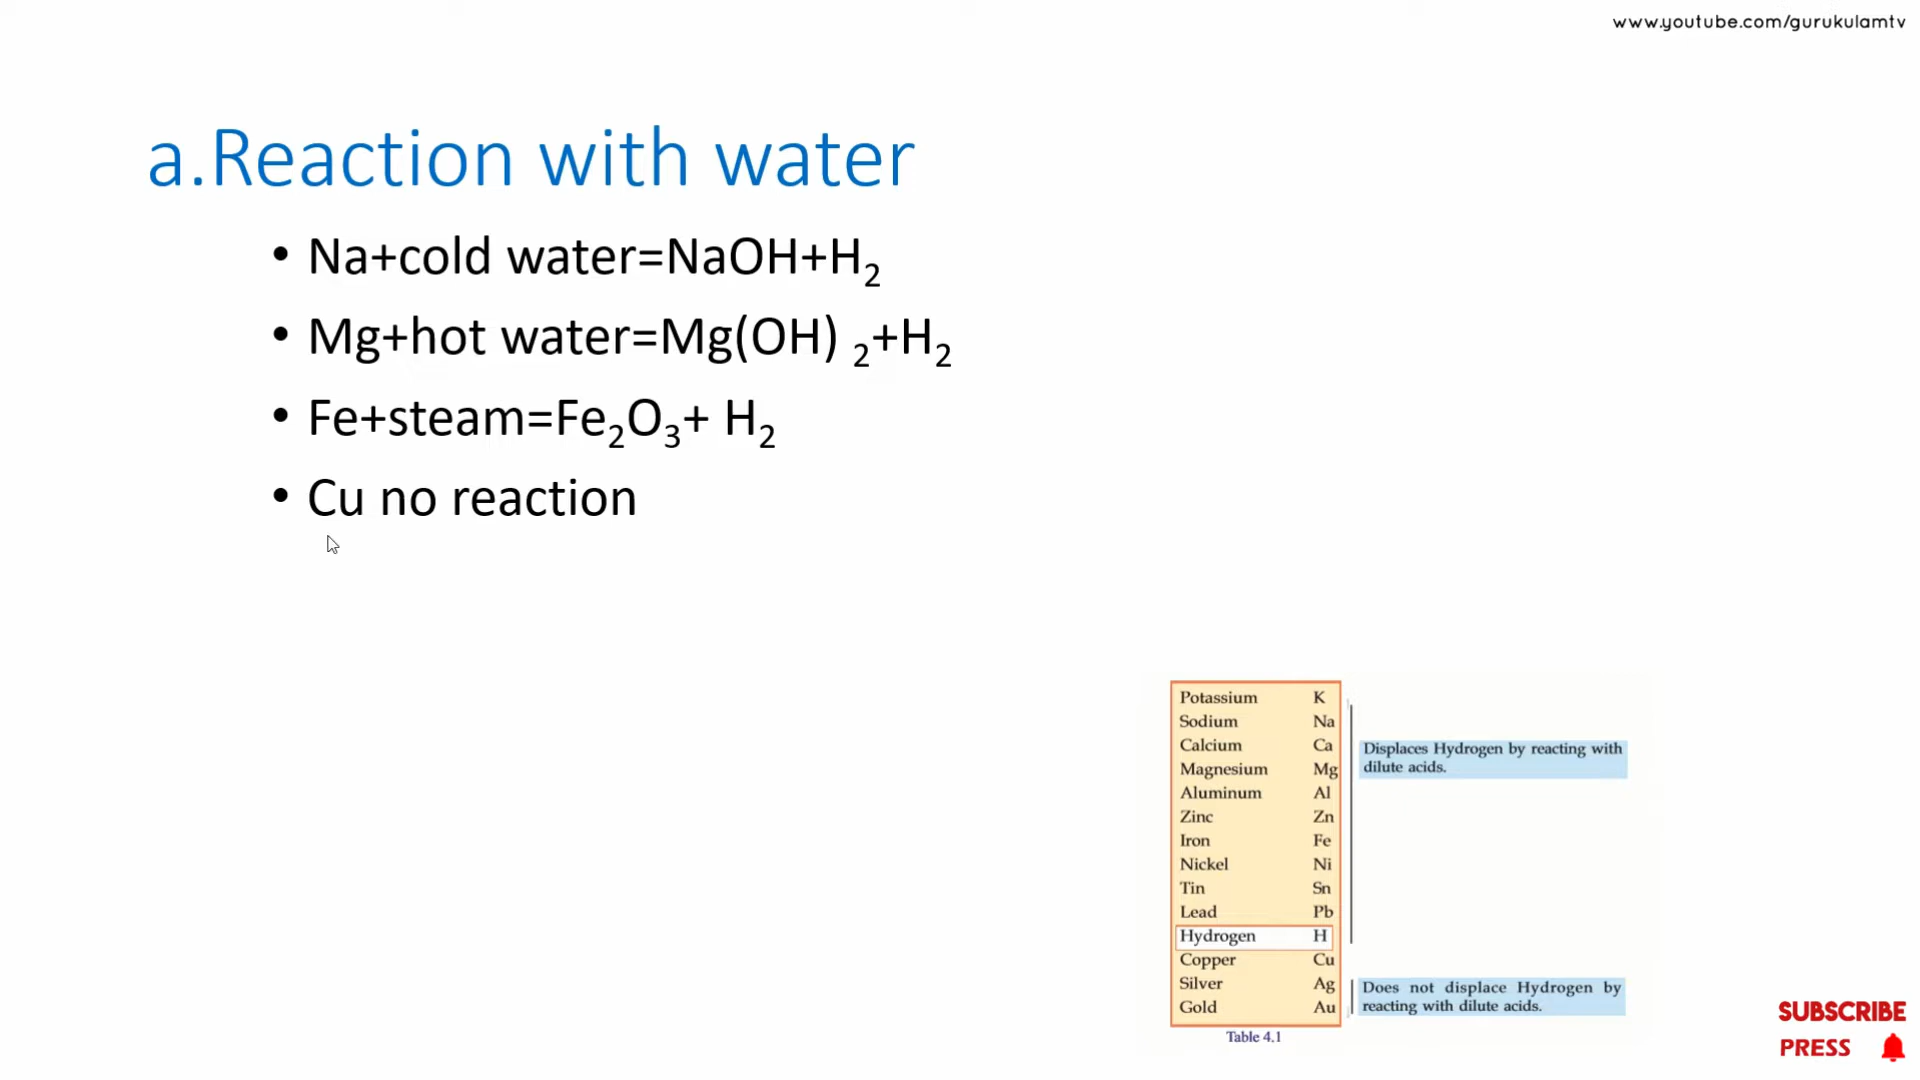 www.youtube.com/gurukulamtv
a.Reaction with water
• Na+cold water=NaOH+H₂
• Mg+hot water=Mg(OH) ₂+H₂
• Fe+steam=Fe₂O₃+ H₂
• Cu no reaction
Potassium K
Sodium Na
Calcium Ca
Magnesium Mg
Aluminum Al
Zinc Zn
Iron Fe
Nickel Ni
Tin Sn
Lead Pb
Hydrogen H
Copper Cu
Silver Ag
Gold Au
Displaces Hydrogen by reacting with
dilute acids.
Does not displace Hydrogen by
reacting with dilute acids.
Table 4.1
SUBSCRIBE
PRESS